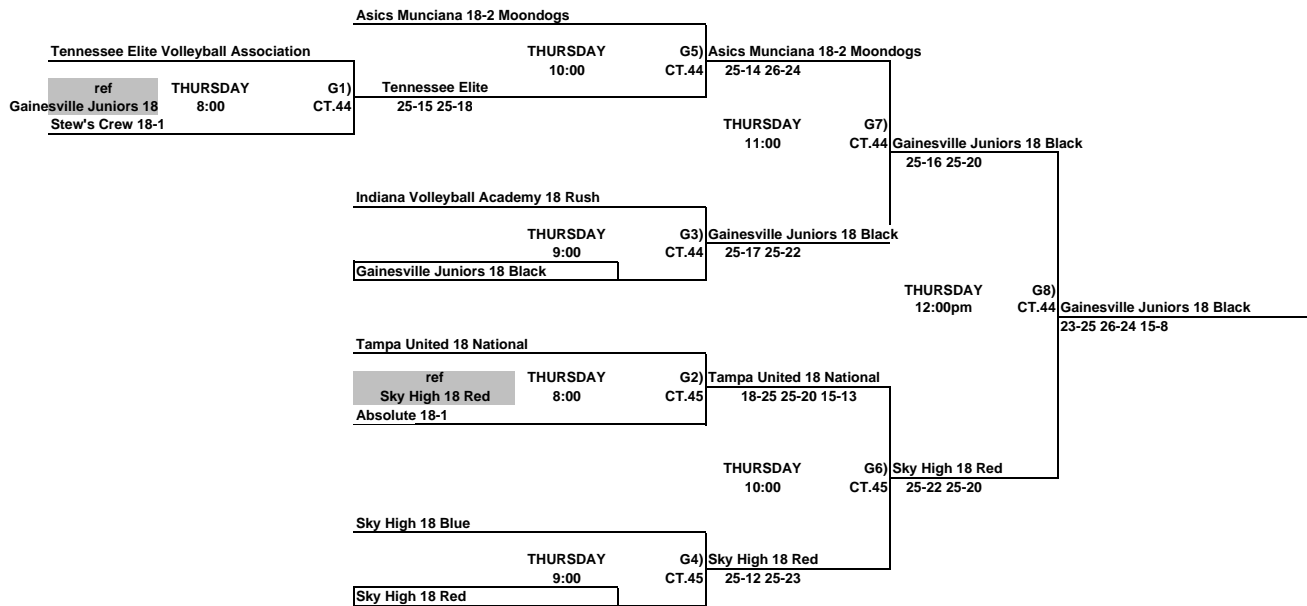 Asics Munciana 18-2 Moondogs
Tennessee Elite Volleyball Association
THURSDAY G5) Asics Munciana 18-2 Moondogs
10:00 CT.44 25-14 26-24
ref THURSDAY G1) Tennessee Elite
Gainesville Juniors 18 8:00 CT.44 25-15 25-18
Stew's Crew 18-1
THURSDAY G7)
11:00 CT.44 Gainesville Juniors 18 Black
25-16 25-20
Indiana Volleyball Academy 18 Rush
THURSDAY G3) Gainesville Juniors 18 Black
9:00 CT.44 25-17 25-22
Gainesville Juniors 18 Black
THURSDAY G8)
12:00pm CT.44 Gainesville Juniors 18 Black
23-25 26-24 15-8
Tampa United 18 National
ref THURSDAY G2) Tampa United 18 National
Sky High 18 Red 8:00 CT.45 18-25 25-20 15-13
Absolute 18-1
THURSDAY G6) Sky High 18 Red
10:00 CT.45 25-22 25-20
Sky High 18 Blue
THURSDAY G4) Sky High 18 Red
9:00 CT.45 25-12 25-23
Sky High 18 Red